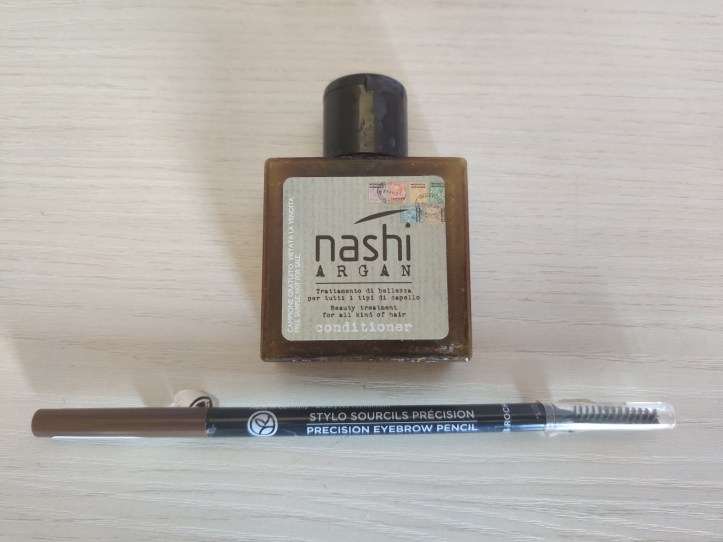 nashi
ARGAN
Trattamento di bellezza
per tutti i tipi di capello
Beauty treatment
for all kind of hair
conditioner
CAMPIONE GRATUITO, VIETATA LA VENDITA.
FREE SAMPLE, NOT FOR SALE.
STYLO SOURCILS PRÉCISION
PRECISION EYEBROW PENCIL